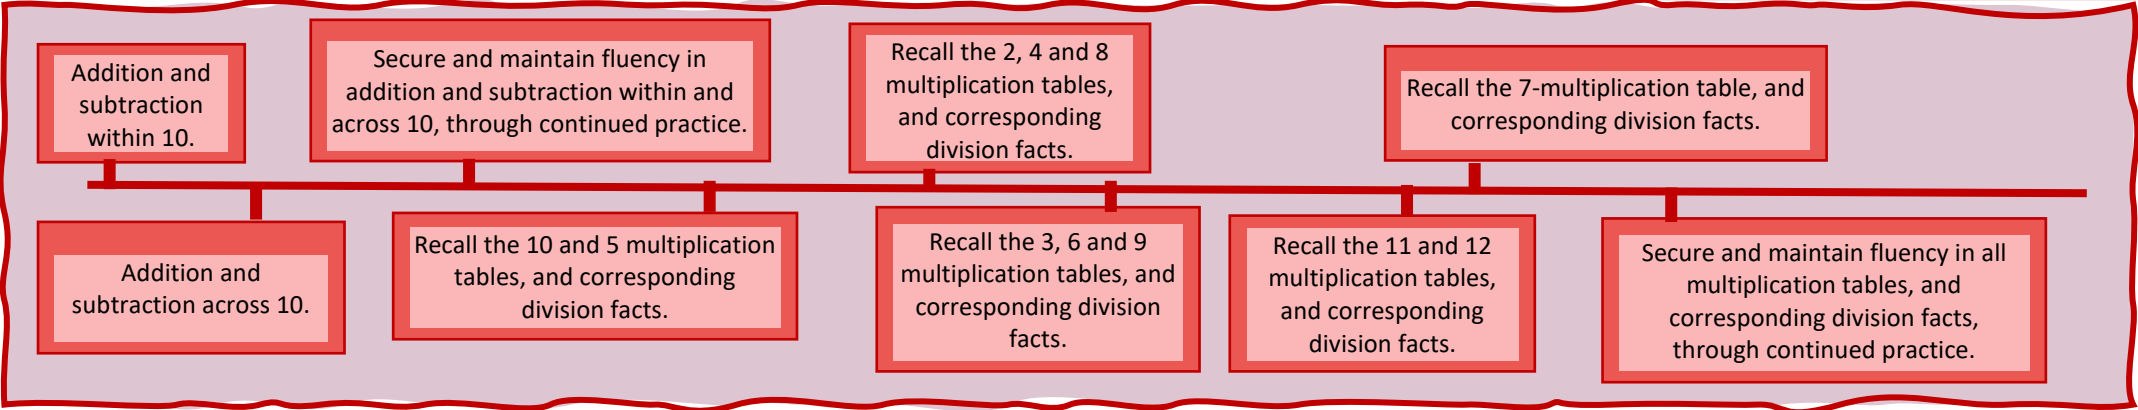 Addition and
subtraction
within 10.
Addition and
subtraction across 10.
Secure and maintain fluency in
addition and subtraction within and
across 10, through continued practice.
Recall the 10 and 5 multiplication
tables, and corresponding
division facts.
Recall the 2, 4 and 8
multiplication tables,
and corresponding
division facts.
Recall the 3, 6 and 9
multiplication tables, and
corresponding division
facts.
Recall the 11 and 12
multiplication tables,
and corresponding
division facts.
Recall the 7-multiplication table, and
corresponding division facts.
Secure and maintain fluency in all
multiplication tables, and
corresponding division facts,
through continued practice.